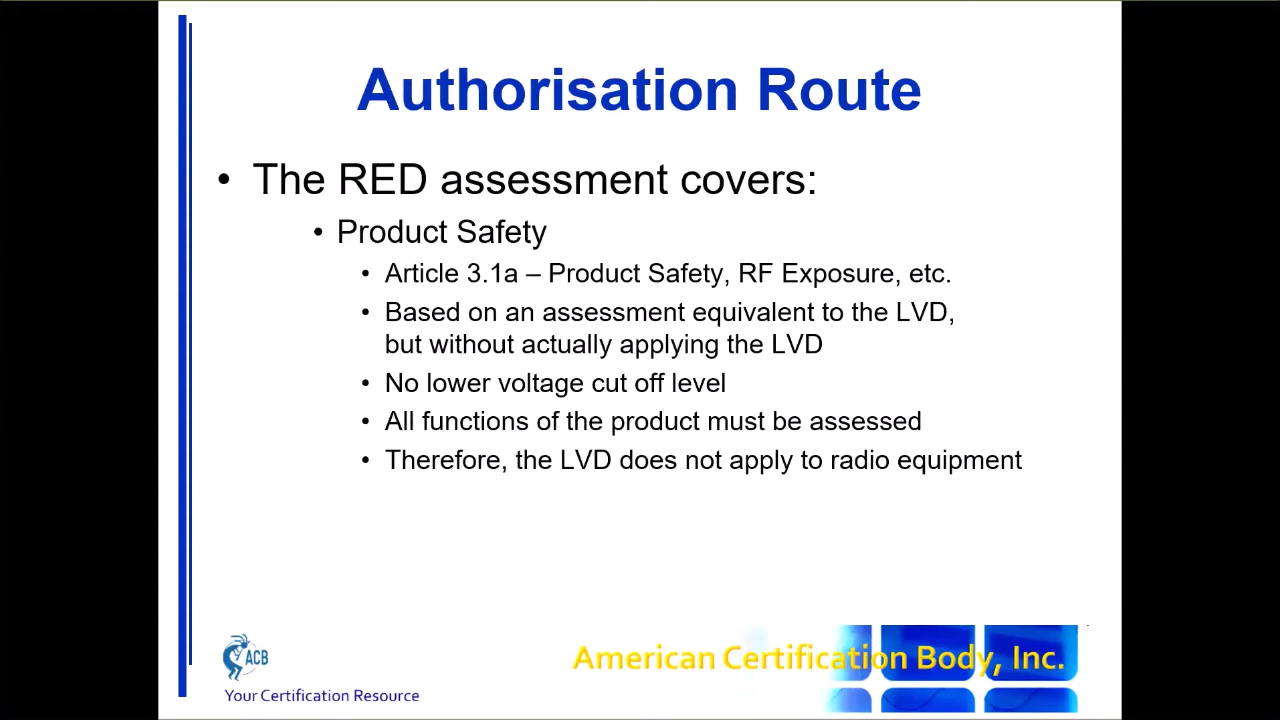 Authorisation Route
• The RED assessment covers:
• Product Safety
• Article 3.1a – Product Safety, RF Exposure, etc.
• Based on an assessment equivalent to the LVD,
but without actually applying the LVD
• No lower voltage cut off level
• All functions of the product must be assessed
• Therefore, the LVD does not apply to radio equipment
ACB
Your Certification Resource
American Certification Body, Inc.